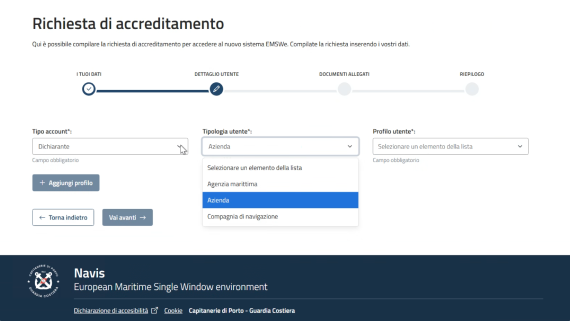 Richiesta di accreditamento
Qui è possibile compilare la richiesta di accreditamento per accedere al nuovo sistema EMSWe. Compilate la richiesta inserendo i vostri dati.
I TUOI DATI
DETTAGLIO UTENTE
DOCUMENTI ALLEGATI
RIEPILOGO
Tipo account*:
Tipologia utente*:
Profilo utente*:
Dichiarante
Azienda
Selezionare un elemento della lista
Campo obbligatorio
Campo obbligatorio
Selezionare un elemento della lista
Agenzia marittima
Azienda
Compagnia di navigazione
+ Aggiungi profilo
← Torna indietro
Vai avanti →
Navis
European Maritime Single Window environment
Dichiarazione di accesibilità Cookie Capitanerie di Porto - Guardia Costiera